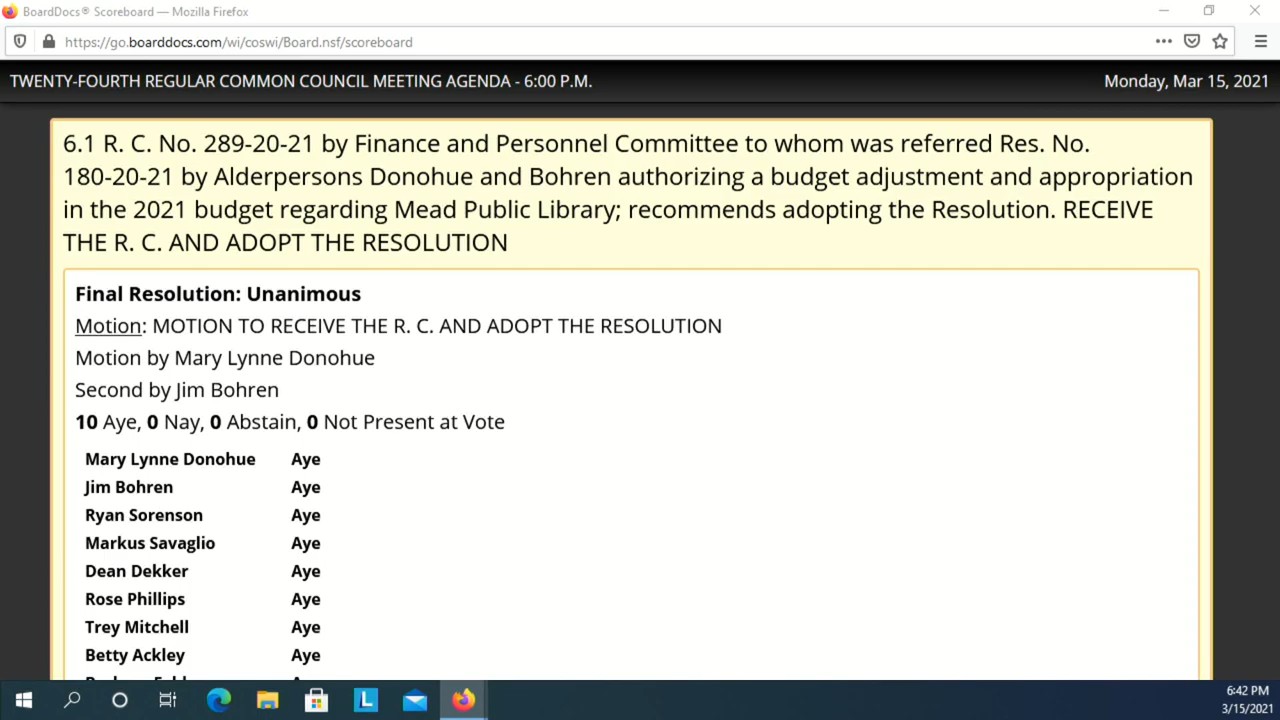 BoardDocs® Scoreboard — Mozilla Firefox
https://go.boarddocs.com/wi/coswi/Board.nsf/scoreboard
TWENTY-FOURTH REGULAR COMMON COUNCIL MEETING AGENDA - 6:00 P.M.
Monday, Mar 15, 2021
6.1 R. C. No. 289-20-21 by Finance and Personnel Committee to whom was referred Res. No.
180-20-21 by Alderpersons Donohue and Bohren authorizing a budget adjustment and appropriation
in the 2021 budget regarding Mead Public Library; recommends adopting the Resolution. RECEIVE
THE R. C. AND ADOPT THE RESOLUTION
Final Resolution: Unanimous
Motion: MOTION TO RECEIVE THE R. C. AND ADOPT THE RESOLUTION
Motion by Mary Lynne Donohue
Second by Jim Bohren
10 Aye, 0 Nay, 0 Abstain, 0 Not Present at Vote
Mary Lynne Donohue Aye
Jim Bohren Aye
Ryan Sorenson Aye
Markus Savaglio Aye
Dean Dekker Aye
Rose Phillips Aye
Trey Mitchell Aye
Betty Ackley Aye
L
6:42 PM
3/15/2021